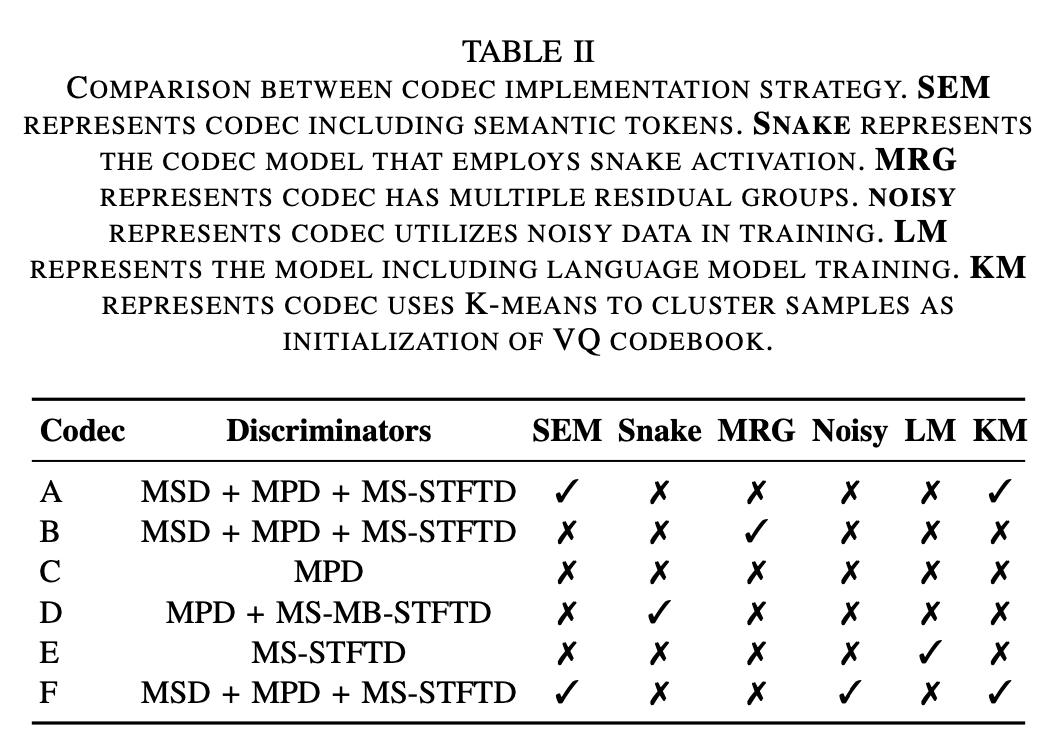 TABLE II
COMPARISON BETWEEN CODEC IMPLEMENTATION STRATEGY. SEM
REPRESENTS CODEC INCLUDING SEMANTIC TOKENS. SNAKE REPRESENTS
THE CODEC MODEL THAT EMPLOYS SNAKE ACTIVATION. MRG
REPRESENTS CODEC HAS MULTIPLE RESIDUAL GROUPS. NOISY
REPRESENTS CODEC UTILIZES NOISY DATA IN TRAINING. LM
REPRESENTS THE MODEL INCLUDING LANGUAGE MODEL TRAINING. KM
REPRESENTS CODEC USES K-MEANS TO CLUSTER SAMPLES AS
INITIALIZATION OF VQ CODEBOOK.
Codec Discriminators SEM Snake MRG Noisy LM KM
A MSD + MPD + MS-STFTD ✓ ✗ ✗ ✗ ✗ ✓
B MSD + MPD + MS-STFTD ✗ ✗ ✓ ✗ ✗ ✗
C MPD ✗ ✗ ✗ ✗ ✗ ✗
D MPD + MS-MB-STFTD ✗ ✓ ✗ ✗ ✗ ✗
E MS-STFTD ✗ ✗ ✗ ✗ ✓ ✗
F MSD + MPD + MS-STFTD ✓ ✗ ✗ ✓ ✗ ✓